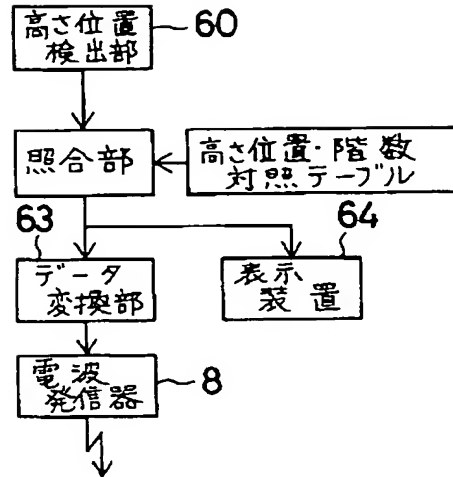 高さ位置
検出部
60
照合部
高さ位置・階数
対照テーブル
63
データ
変換部
64
表示
装置
電波
発信器
8